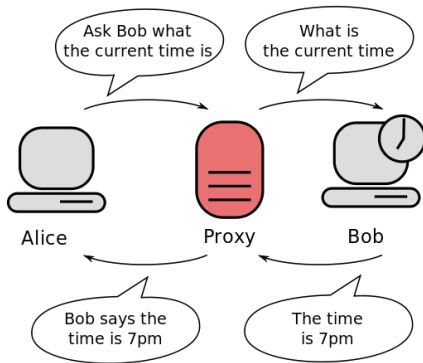 Ask Bob what
the current time is
What is
the current time
Alice
Proxy
Bob
Bob says the
time is 7pm
The time
is 7pm